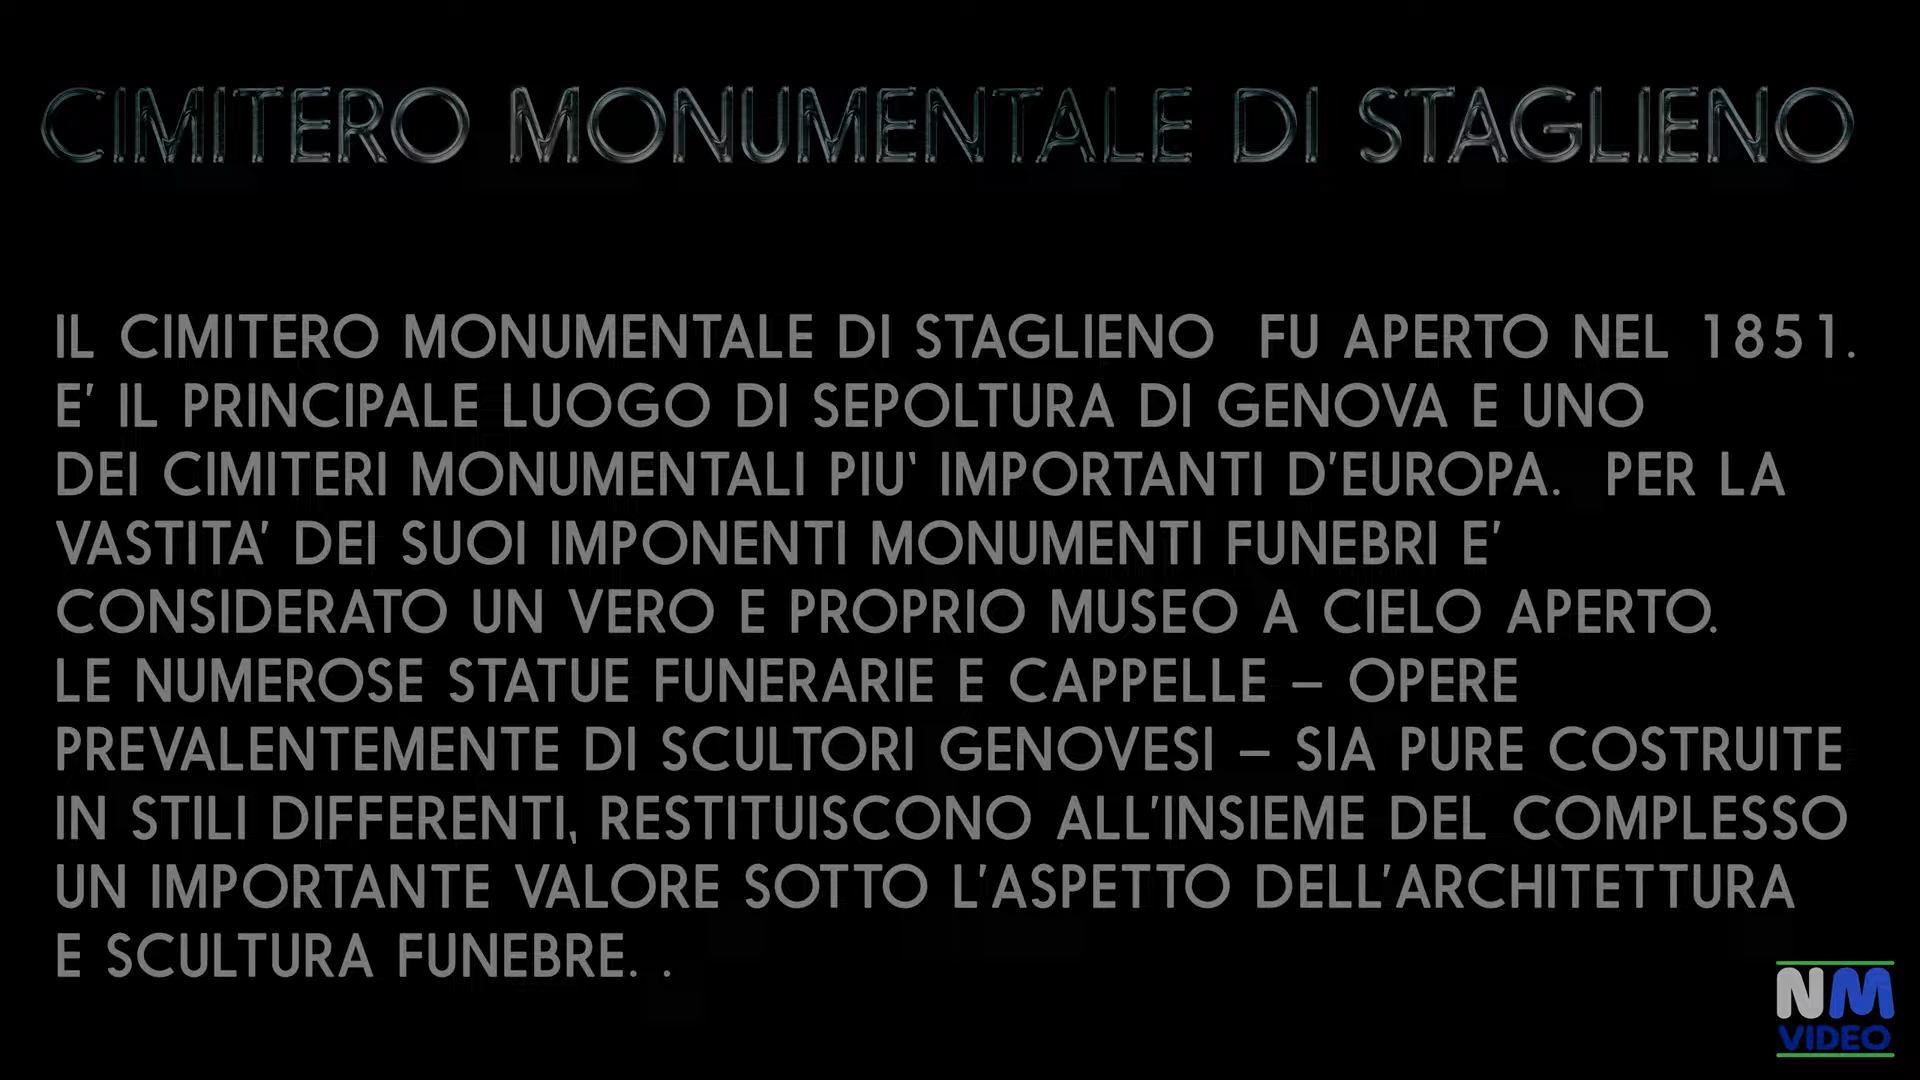 CIMITERO MONUMENTALE DI STAGLIENO
IL CIMITERO MONUMENTALE DI STAGLIENO  FU APERTO NEL 1851.
E' IL PRINCIPALE LUOGO DI SEPOLTURA DI GENOVA E UNO
DEI CIMITERI MONUMENTALI PIU' IMPORTANTI D'EUROPA.  PER LA
VASTITA' DEI SUOI IMPONENTI MONUMENTI FUNEBRI E'
CONSIDERATO UN VERO E PROPRIO MUSEO A CIELO APERTO.
LE NUMEROSE STATUE FUNERARIE E CAPPELLE – OPERE
PREVALENTEMENTE DI SCULTORI GENOVESI – SIA PURE COSTRUITE
IN STILI DIFFERENTI, RESTITUISCONO ALL'INSIEME DEL COMPLESSO
UN IMPORTANTE VALORE SOTTO L'ASPETTO DELL'ARCHITETTURA
E SCULTURA FUNEBRE. .
NM
VIDEO